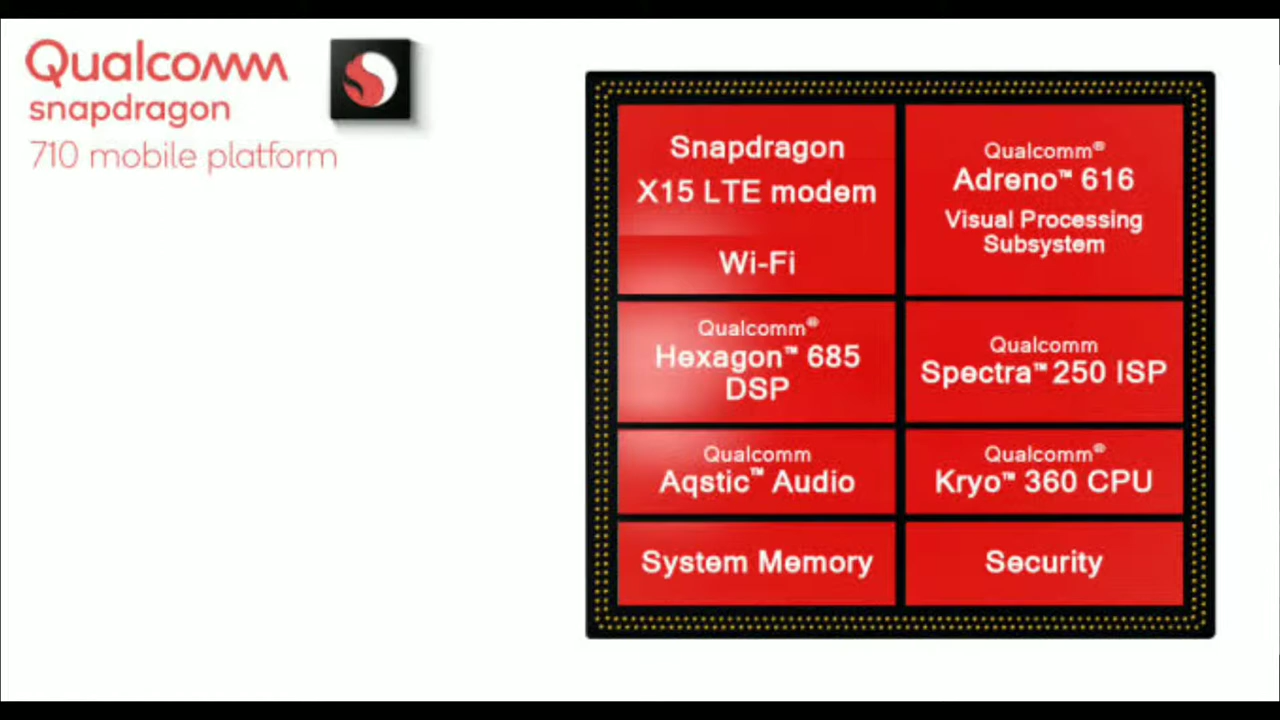 Qualcomm
snapdragon
710 mobile platform
Snapdragon
X15 LTE modem
Wi-Fi
Qualcomm®
Adreno™ 616
Visual Processing
Subsystem
Qualcomm®
Hexagon™ 685
DSP
Qualcomm
Spectra™ 250 ISP
Qualcomm
Aqstic™ Audio
Qualcomm®
Kryo™ 360 CPU
System Memory
Security